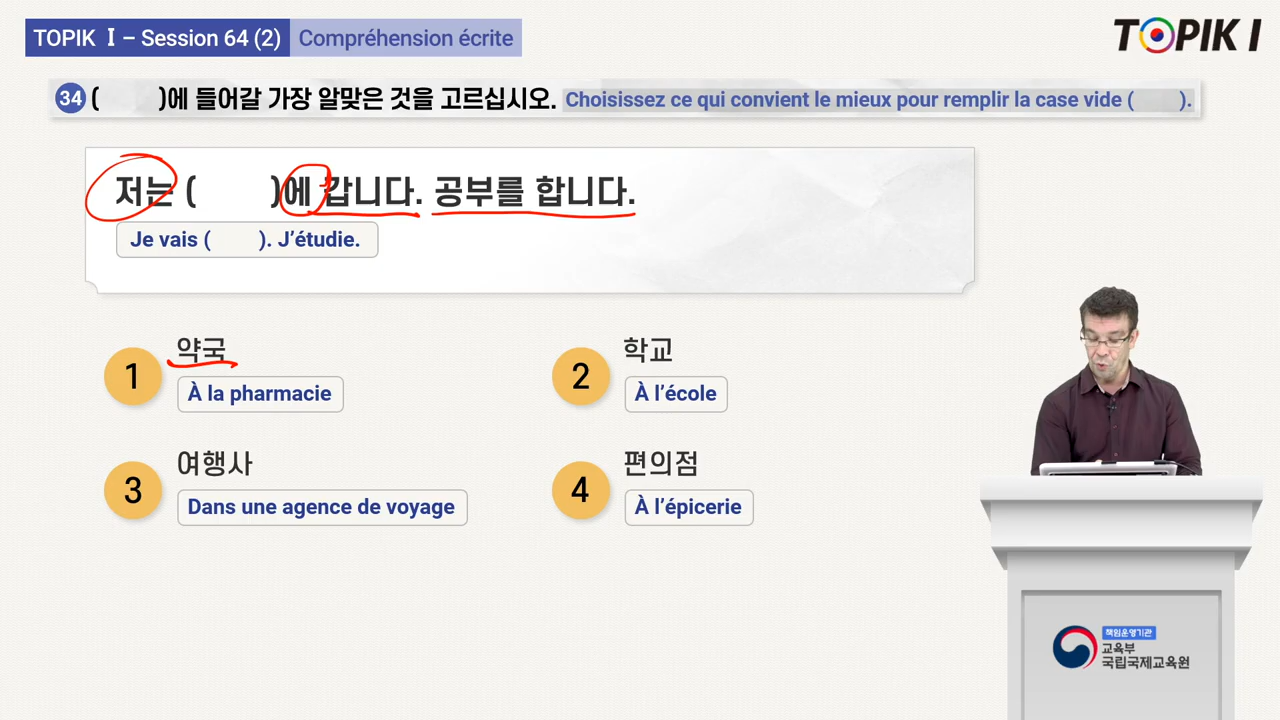 TOPIK Ⅰ – Session 64 (2) Compréhension écrite
TOPIK I
34 ( )에 들어갈 가장 알맞은 것을 고르십시오. Choisissez ce qui convient le mieux pour remplir la case vide ( ).
저는 ( )에 갑니다. 공부를 합니다.
Je vais ( ). J’étudie.
1 약국
À la pharmacie
2 학교
À l’école
3 여행사
Dans une agence de voyage
4 편의점
À l’épicerie
책임운영기관
교육부
국립국제교육원